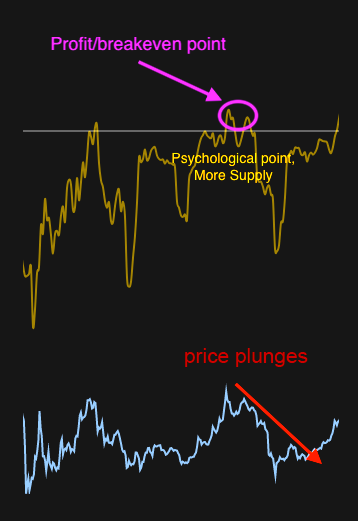 Profit/breakeven point
Psychological point,
More Supply
price plunges